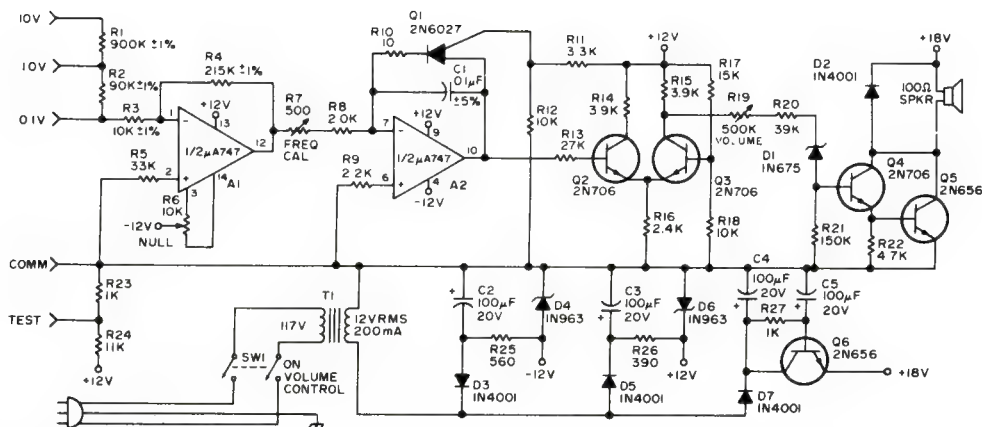 10V
R1
900K ±1%
10V
R2
90K ±1%
0.1V
R3
10K ±1%
R4
215K ±1%
R5
33K
R6
10K
-12V
NULL
1
2
3
+12V
13
1/2 μA747
12
14
A1
R7
500
FREQ
CAL
R8
20K
R9
2.2K
R10
10
Q1
2N6027
C1
.01μF
±5%
7
6
+12V
9
1/2 μA747
10
4
-12V
A2
R11
3.3K
R12
10K
R13
27K
R14
3.9K
+12V
R15
3.9K
R17
15K
Q2
2N706
Q3
2N706
R16
2.4K
R18
10K
R19
500K
VOLUME
R20
39K
D1
1N675
D2
1N4001
+18V
100Ω
SPKR
Q4
2N706
Q5
2N656
R21
150K
R22
4.7K
COMM
R23
1K
TEST
R24
11K
+12V
SW1
ON
VOLUME
CONTROL
T1
117V
12VRMS
200mA
C2
100μF
20V
D4
1N963
R25
560
-12V
D3
1N4001
C3
100μF
20V
D6
1N963
R26
390
+12V
D5
1N4001
C4
100μF
20V
C5
100μF
20V
R27
1K
Q6
2N656
+18V
D7
1N4001